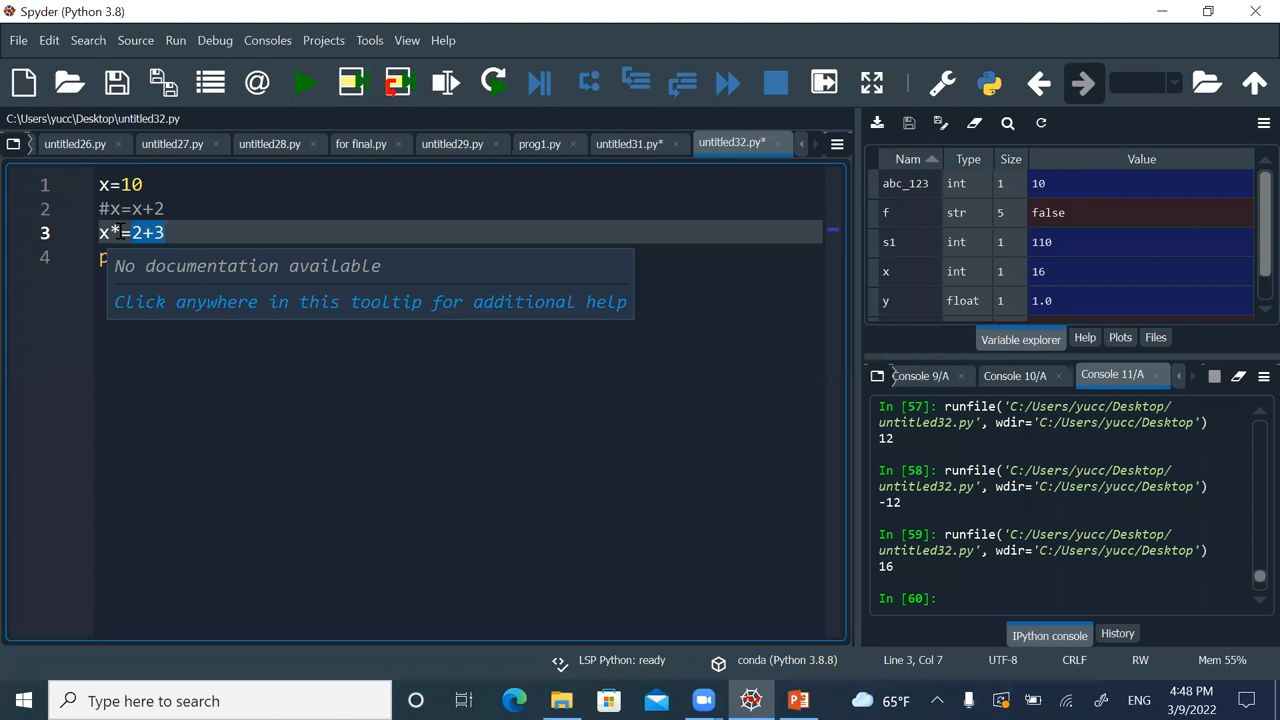 Spyder (Python 3.8)
File Edit Search Source Run Debug Consoles Projects Tools View Help
C:\Users\yucc\Desktop\untitled32.py
untitled26.py untitled27.py untitled28.py for final.py untitled29.py prog1.py untitled31.py* untitled32.py*
1 x=10
2 #x=x+2
3 x*=2+3
4 p
No documentation available
Click anywhere in this tooltip for additional help
Nam Type Size Value
abc_123 int 1 10
f str 5 false
s1 int 1 110
x int 1 16
y float 1 1.0
Variable explorer Help Plots Files
Console 9/A Console 10/A Console 11/A
In [57]: runfile('C:/Users/yucc/Desktop/
untitled32.py', wdir='C:/Users/yucc/Desktop')
12
In [58]: runfile('C:/Users/yucc/Desktop/
untitled32.py', wdir='C:/Users/yucc/Desktop')
-12
In [59]: runfile('C:/Users/yucc/Desktop/
untitled32.py', wdir='C:/Users/yucc/Desktop')
16
In [60]:
IPython console History
LSP Python: ready conda (Python 3.8.8) Line 3, Col 7 UTF-8 CRLF RW Mem 55%
Type here to search 65°F ENG 4:48 PM
3/9/2022